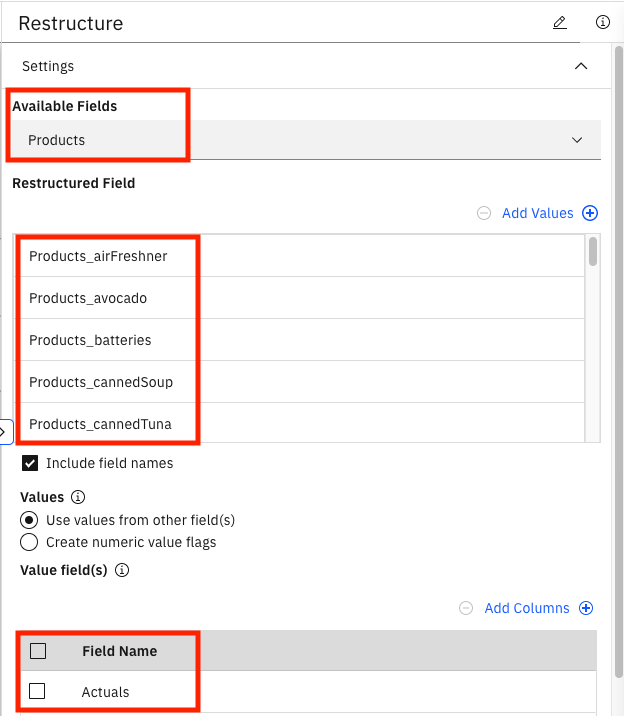 Restructure
Settings
Available Fields
Products
Restructured Field
Add Values
Products_airFreshner
Products_avocado
Products_batteries
Products_cannedSoup
Products_cannedTuna
Include field names
Values
Use values from other field(s)
Create numeric value flags
Value field(s)
Add Columns
Field Name
Actuals